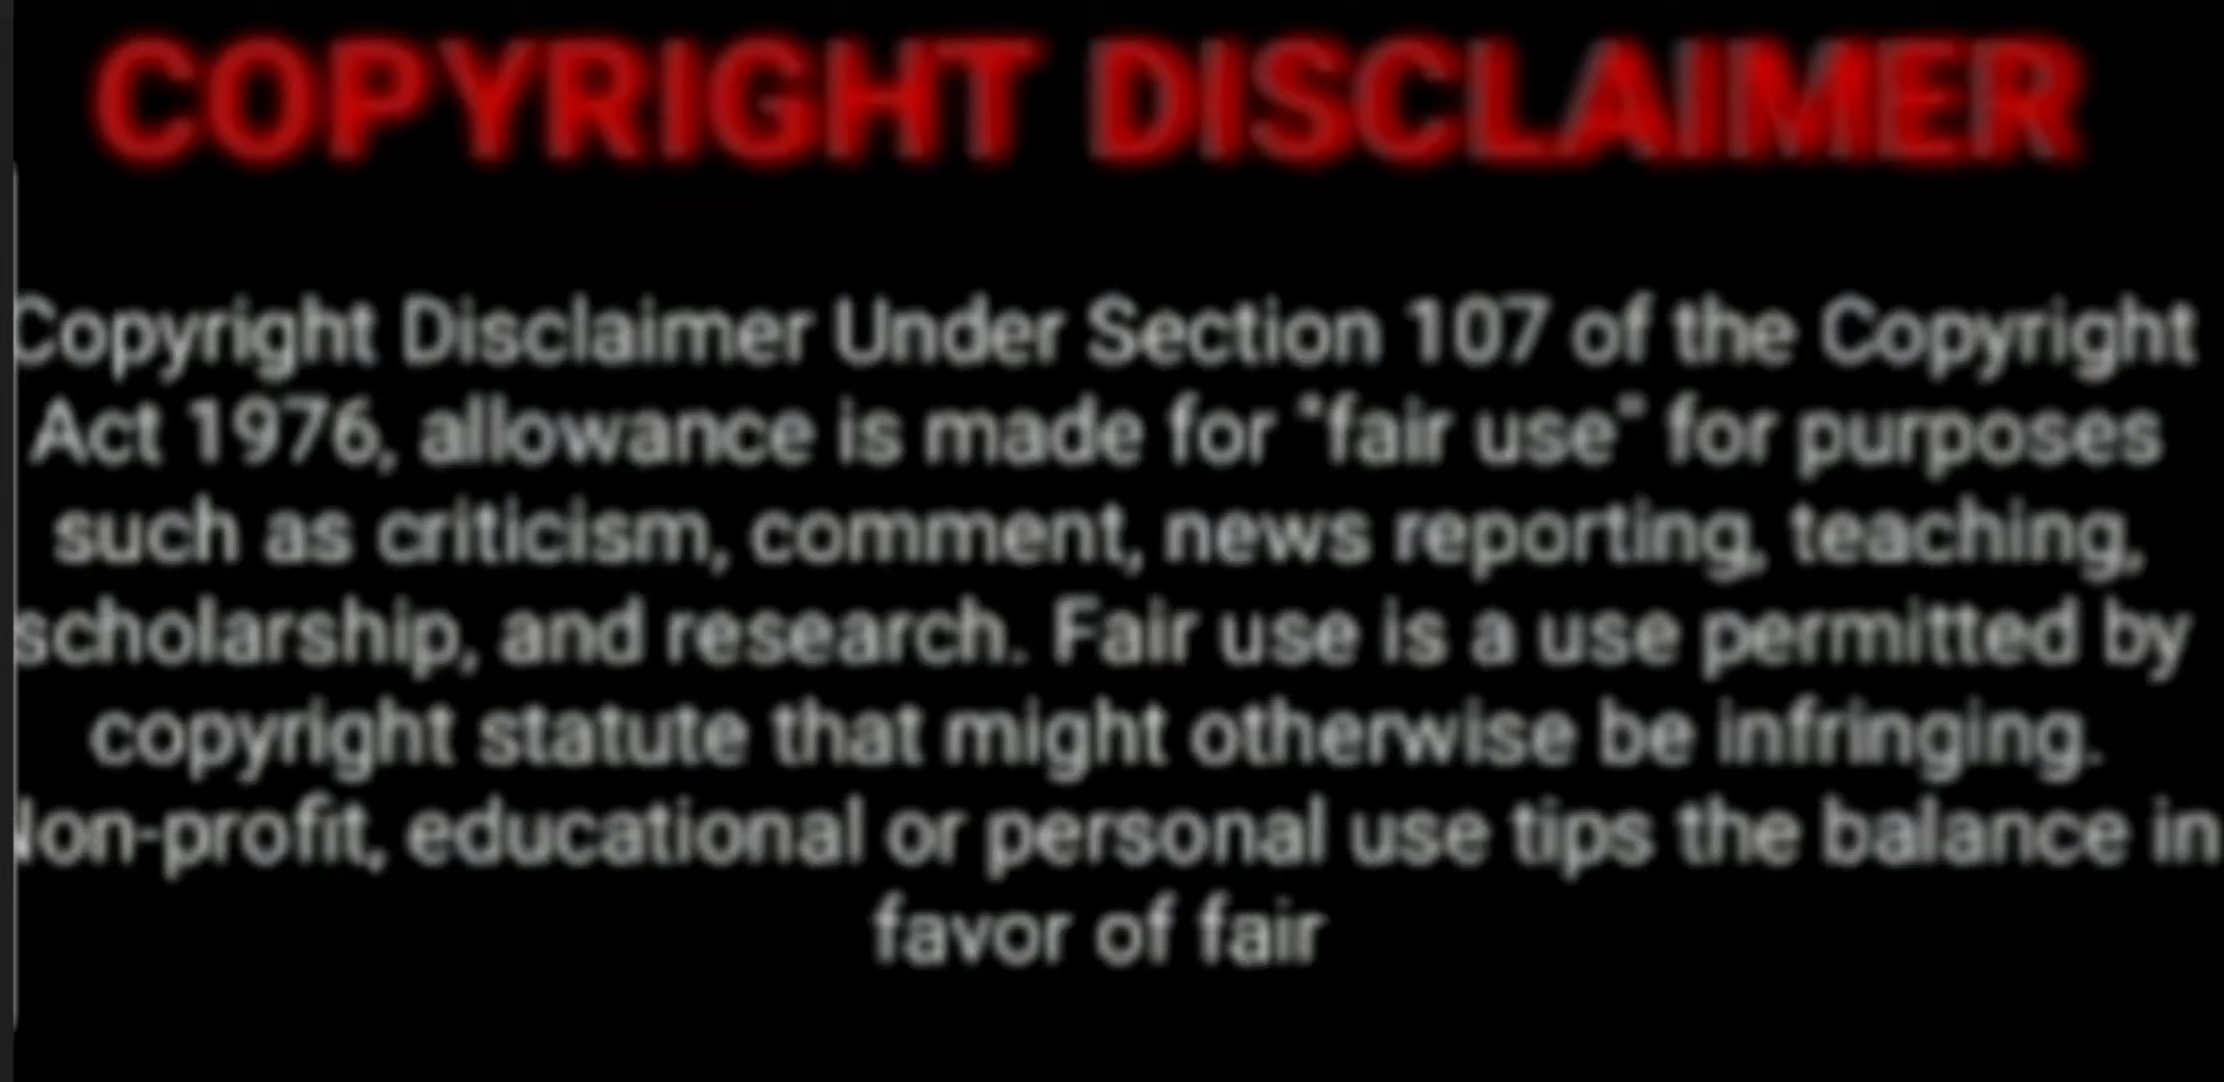 COPYRIGHT DISCLAIMER
Copyright Disclaimer Under Section 107 of the Copyright
Act 1976, allowance is made for "fair use" for purposes
such as criticism, comment, news reporting, teaching,
scholarship, and research. Fair use is a use permitted by
copyright statute that might otherwise be infringing.
Non-profit, educational or personal use tips the balance in
favor of fair